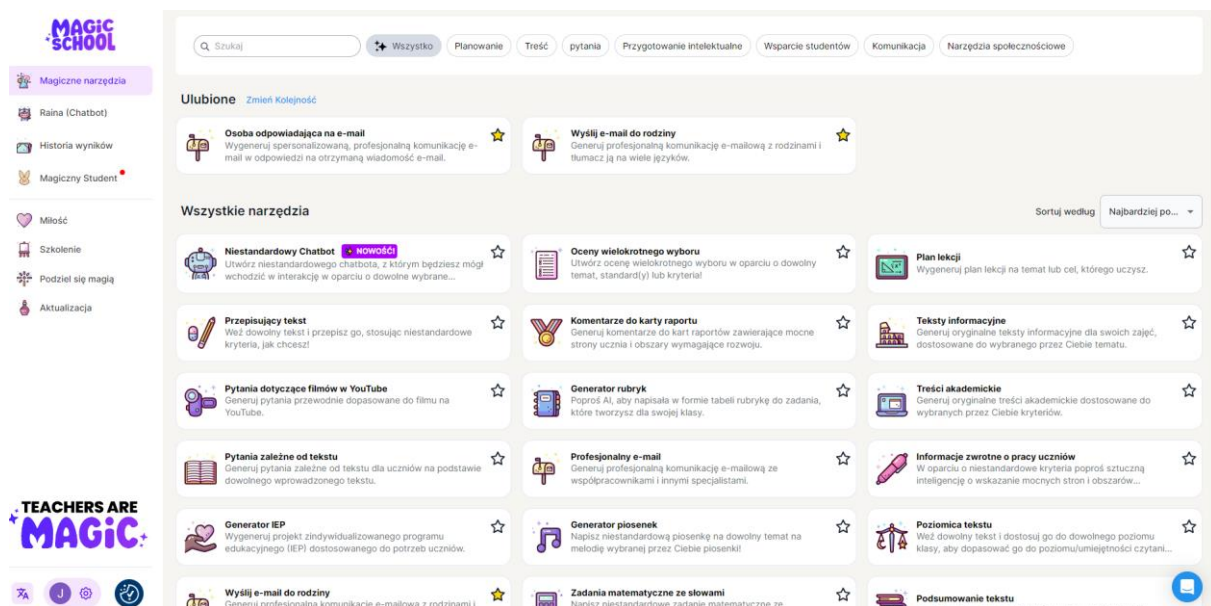 MAGIC SCHOOL
Magiczne narzędzia
Raina (Chatbot)
Historia wyników
Magiczny Student
Miłość
Szkolenie
Podziel się magią
Aktualizacja
TEACHERS ARE
MAGIC
J
Szukaj
Wszystko
Planowanie
Treść
pytania
Przygotowanie intelektualne
Wsparcie studentów
Komunikacja
Narzędzia społecznościowe
Ulubione Zmień Kolejność
Osoba odpowiadająca na e-mail
Wygeneruj spersonalizowaną, profesjonalną komunikację e-
mail w odpowiedzi na otrzymaną wiadomość e-mail.
Wyślij e-mail do rodziny
Generuj profesjonalną komunikację e-mailową z rodzinami i
tłumacz ją na wiele języków.
Wszystkie narzędzia
Sortuj według Najbardziej po...
Niestandardowy Chatbot NOWOŚĆ!
Utwórz niestandardowego chatbota, z którym będziesz mógł
wchodzić w interakcję w oparciu o dowolne wybrane...
Oceny wielokrotnego wyboru
Utwórz ocenę wielokrotnego wyboru w oparciu o dowolny
temat, standard(y) lub kryteria!
Plan lekcji
Wygeneruj plan lekcji na temat lub cel, którego uczysz.
Przepisujący tekst
Weź dowolny tekst i przepisz go, stosując niestandardowe
kryteria, jak chcesz!
Komentarze do karty raportu
Generuj komentarze do kart raportów zawierające mocne
strony ucznia i obszary wymagające rozwoju.
Teksty informacyjne
Generuj oryginalne teksty informacyjne dla swoich zajęć,
dostosowane do wybranego przez Ciebie tematu.
Pytania dotyczące filmów w YouTube
Generuj pytania przewodnie dopasowane do filmu na
YouTube.
Generator rubryk
Poproś AI, aby napisała w formie tabeli rubrykę do zadania,
które tworzysz dla swojej klasy.
Treści akademickie
Generuj oryginalne treści akademickie dostosowane do
wybranych przez Ciebie kryteriów.
Pytania zależne od tekstu
Generuj pytania zależne od tekstu dla uczniów na podstawie
dowolnego wprowadzonego tekstu.
Profesjonalny e-mail
Generuj profesjonalną komunikację e-mailową ze
współpracownikami i innymi specjalistami.
Informacje zwrotne o pracy uczniów
W oparciu o niestandardowe kryteria poproś sztuczną
inteligencję o wskazanie mocnych stron i obszarów...
Generator IEP
Wygeneruj projekt zindywidualizowanego programu
edukacyjnego (IEP) dostosowanego do potrzeb uczniów.
Generator piosenek
Napisz niestandardową piosenkę na dowolny temat na
melodię wybranej przez Ciebie piosenki!
Poziomica tekstu
Weź dowolny tekst i dostosuj go do dowolnego poziomu
klasy, aby dopasować go do poziomu/umiejętności czytani...
Wyślij e-mail do rodziny
Generuj profesjonalną komunikację e-mailową z rodzinami i
Zadania matematyczne ze słowami
Napisz niestandardowe zadanie matematyczne ze
Podsumowanie tekstu